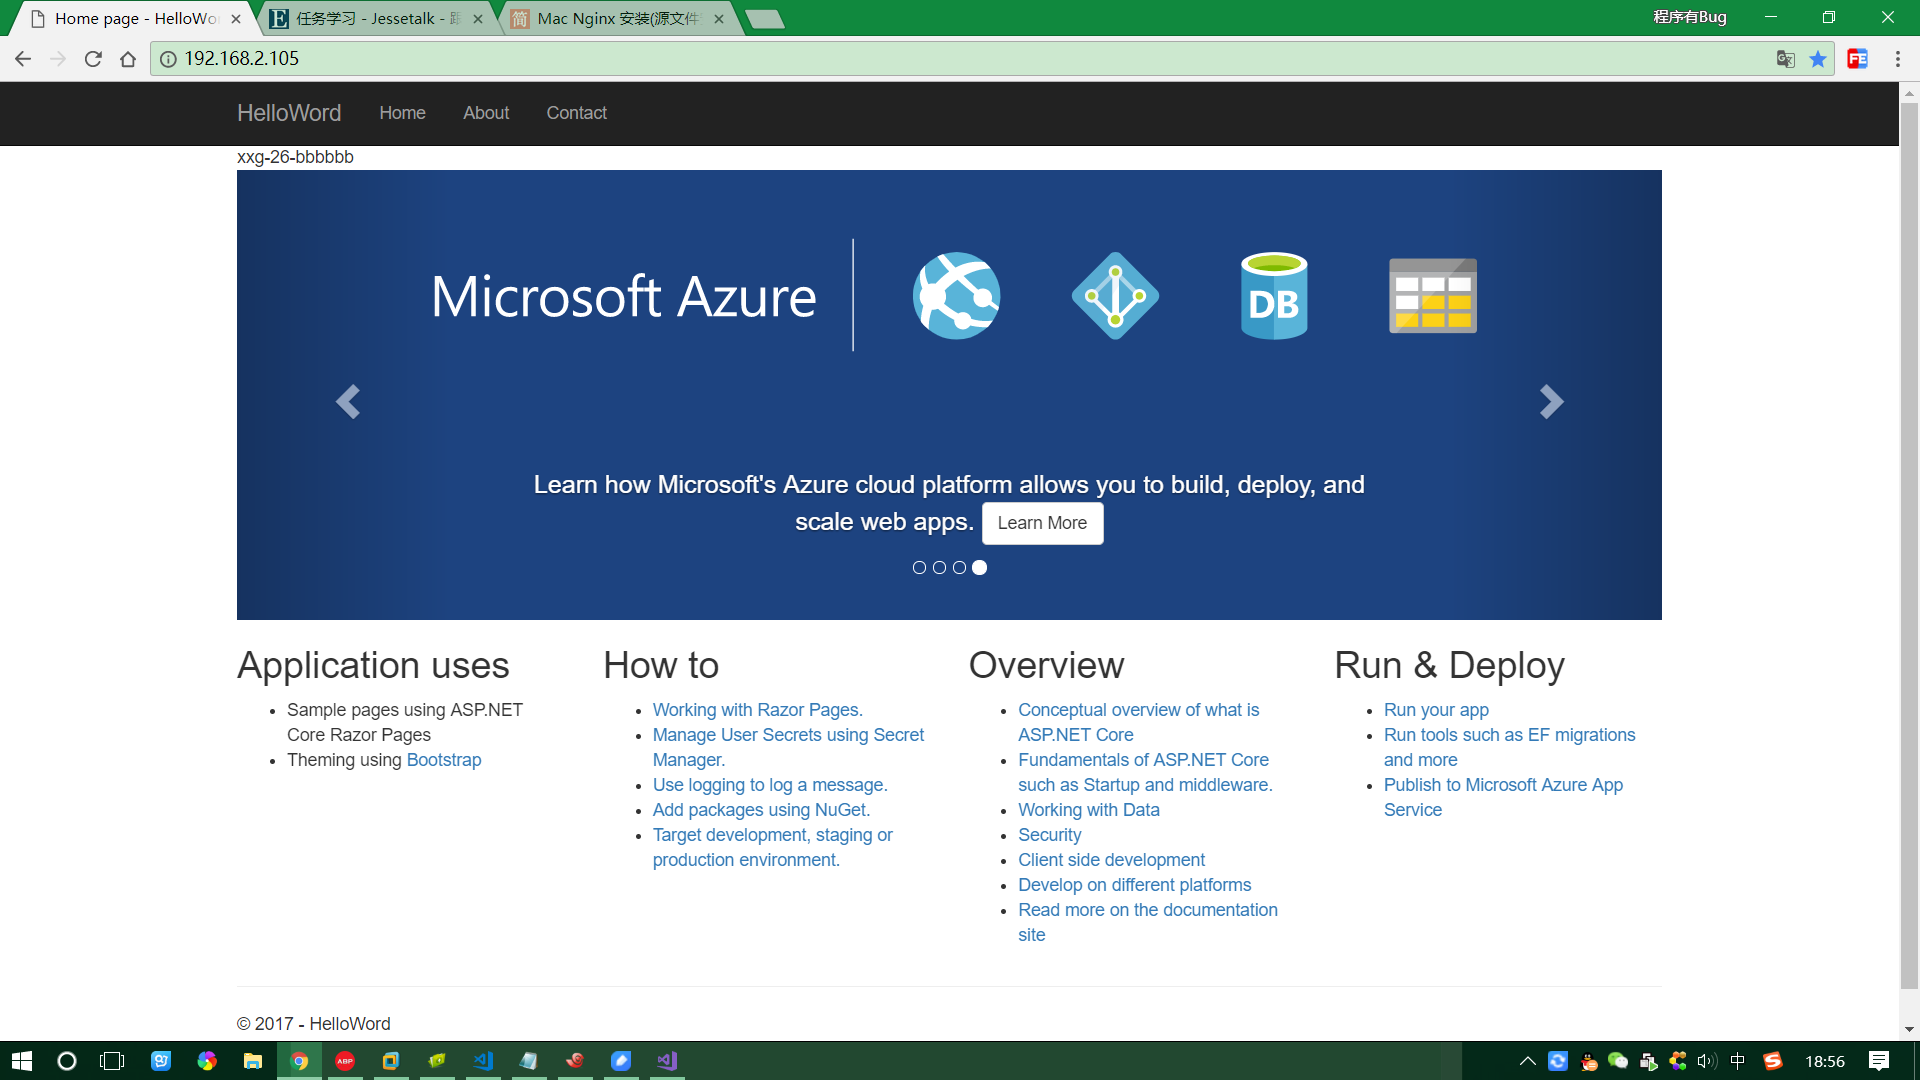 Home page - HelloWo
任务学习 - Jessetalk - 跟
简 Mac Nginx 安装(源文件
程序有Bug
192.168.2.105
HelloWord Home About Contact
xxg-26-bbbbbb
Microsoft Azure
DB
Learn how Microsoft's Azure cloud platform allows you to build, deploy, and
scale web apps. Learn More
Application uses
Sample pages using ASP.NET
Core Razor Pages
Theming using Bootstrap
How to
Working with Razor Pages.
Manage User Secrets using Secret
Manager.
Use logging to log a message.
Add packages using NuGet.
Target development, staging or
production environment.
Overview
Conceptual overview of what is
ASP.NET Core
Fundamentals of ASP.NET Core
such as Startup and middleware.
Working with Data
Security
Client side development
Develop on different platforms
Read more on the documentation
site
Run & Deploy
Run your app
Run tools such as EF migrations
and more
Publish to Microsoft Azure App
Service
© 2017 - HelloWord
ABP
中
18:56